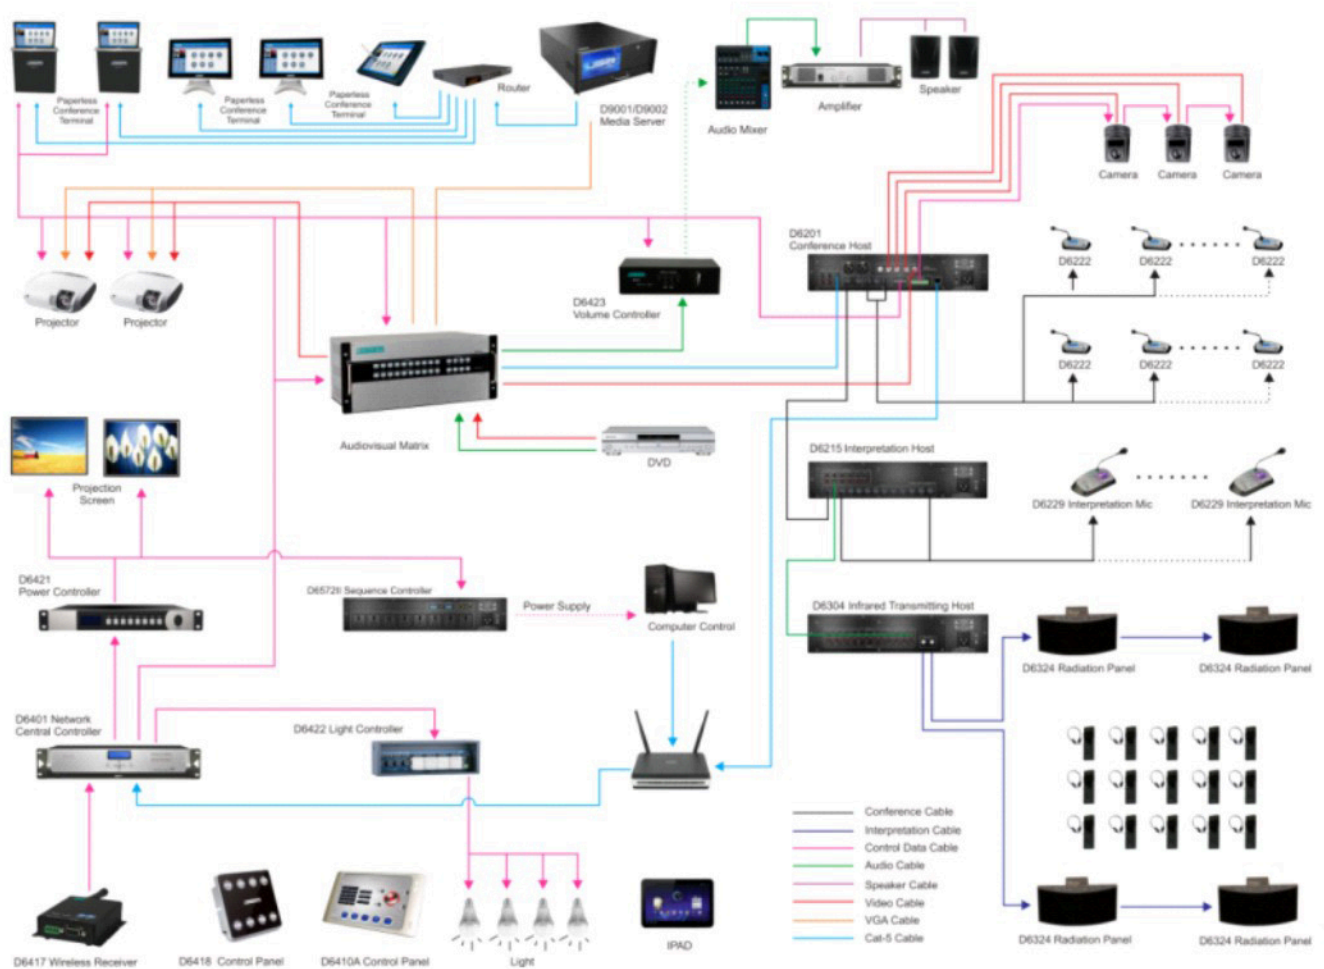 Paperless
Conference
Terminal
Paperless
Conference
Terminal
Paperless
Conference
Terminal
Router
D9001/D9002
Media Server
Audio Mixer
Amplifier
Speaker
Camera
Camera
Camera
D6201
Conference Host
D6222
D6222
D6222
D6423
Volume Controller
Projector
Projector
D6222
D6222
D6222
Audiovisual Matrix
DVD
D6215 Interpretation Host
Projection
Screen
D6229 Interpretation Mic
D6229 Interpretation Mic
D6421
Power Controller
D6572II Sequence Controller
Power Supply
Computer Control
D6304 Infrared Transmitting Host
D6324 Radiation Panel
D6324 Radiation Panel
D6401 Network
Central Controller
D6422 Light Controller
Conference Cable
Interpretation Cable
Control Data Cable
Audio Cable
Speaker Cable
Video Cable
VGA Cable
Cat-5 Cable
D6324 Radiation Panel
D6324 Radiation Panel
D6417 Wireless Receiver
D6418 Control Panel
D6410A Control Panel
Light
IPAD